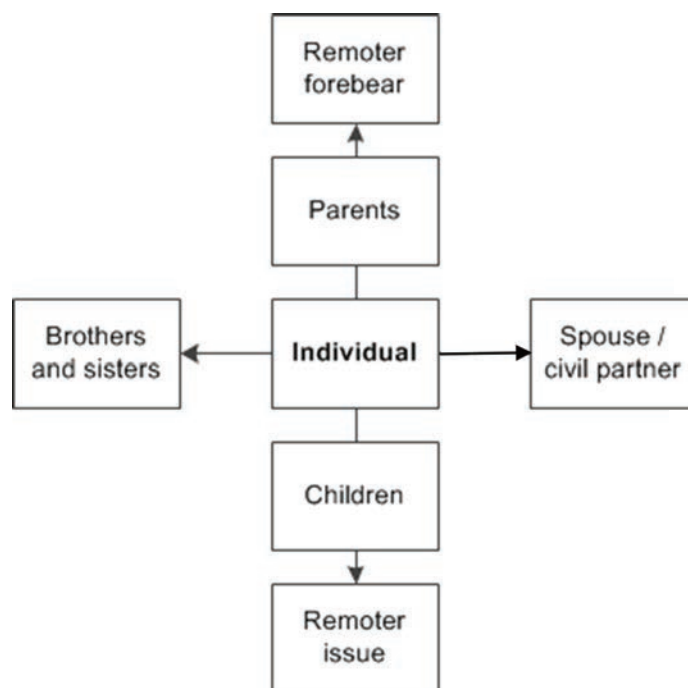 Remoter
forebear
Parents
Brothers
and sisters
Individual
Spouse /
civil partner
Children
Remoter
issue